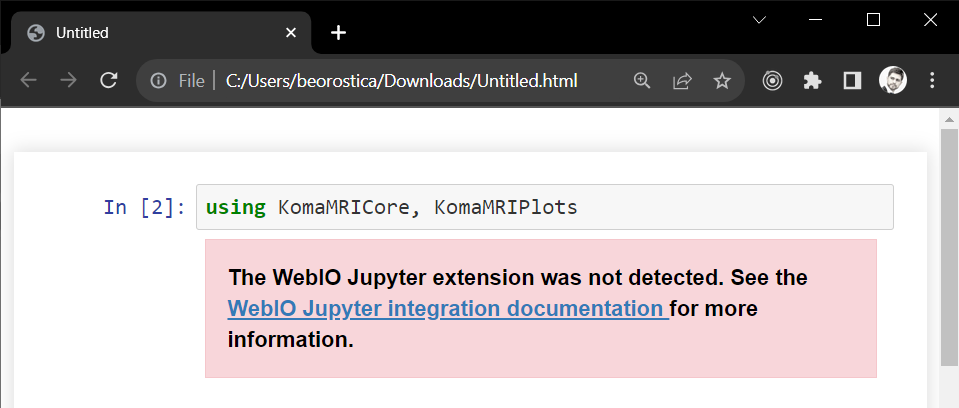 Untitled
File C:/Users/beorostica/Downloads/Untitled.html
In [2]: using KomaMRICore, KomaMRIPlots
The WebIO Jupyter extension was not detected. See the
WebIO Jupyter integration documentation for more
information.